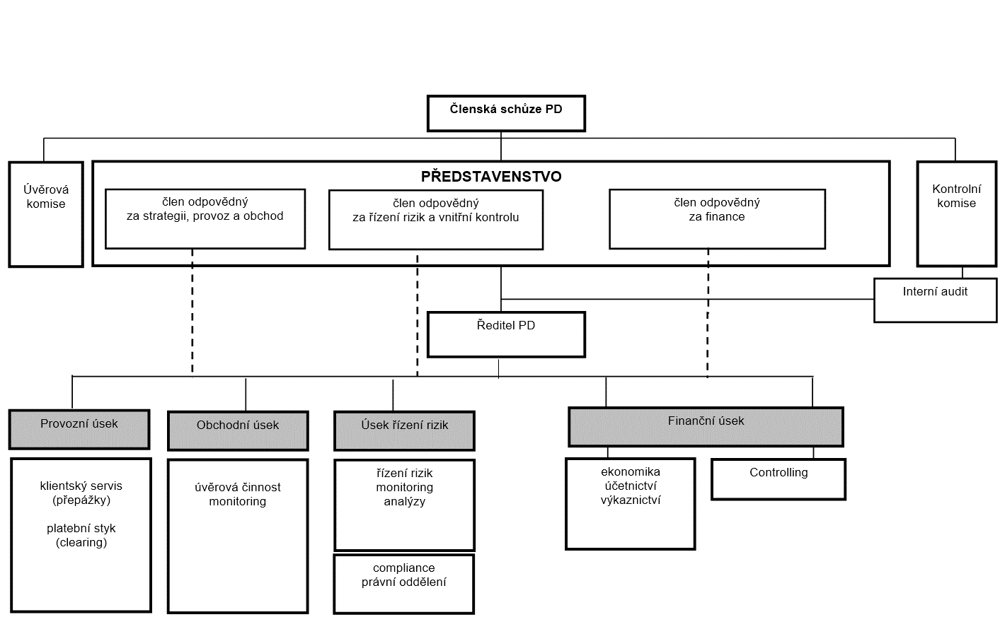 Členská schůze PD
Úvěrová
komise
PŘEDSTAVENSTVO
člen odpovědný
za strategii, provoz a obchod
člen odpovědný
za řízení rizik a vnitřní kontrolu
člen odpovědný
za finance
Kontrolní
komise
Interní audit
Ředitel PD
Provozní úsek
klientský servis
(přepážky)
platební styk
(clearing)
Obchodní úsek
úvěrová činnost
monitoring
Úsek řízení rizik
řízení rizik
monitoring
analýzy
compliance
právní oddělení
Finanční úsek
ekonomika
účetnictví
výkaznictví
Controlling